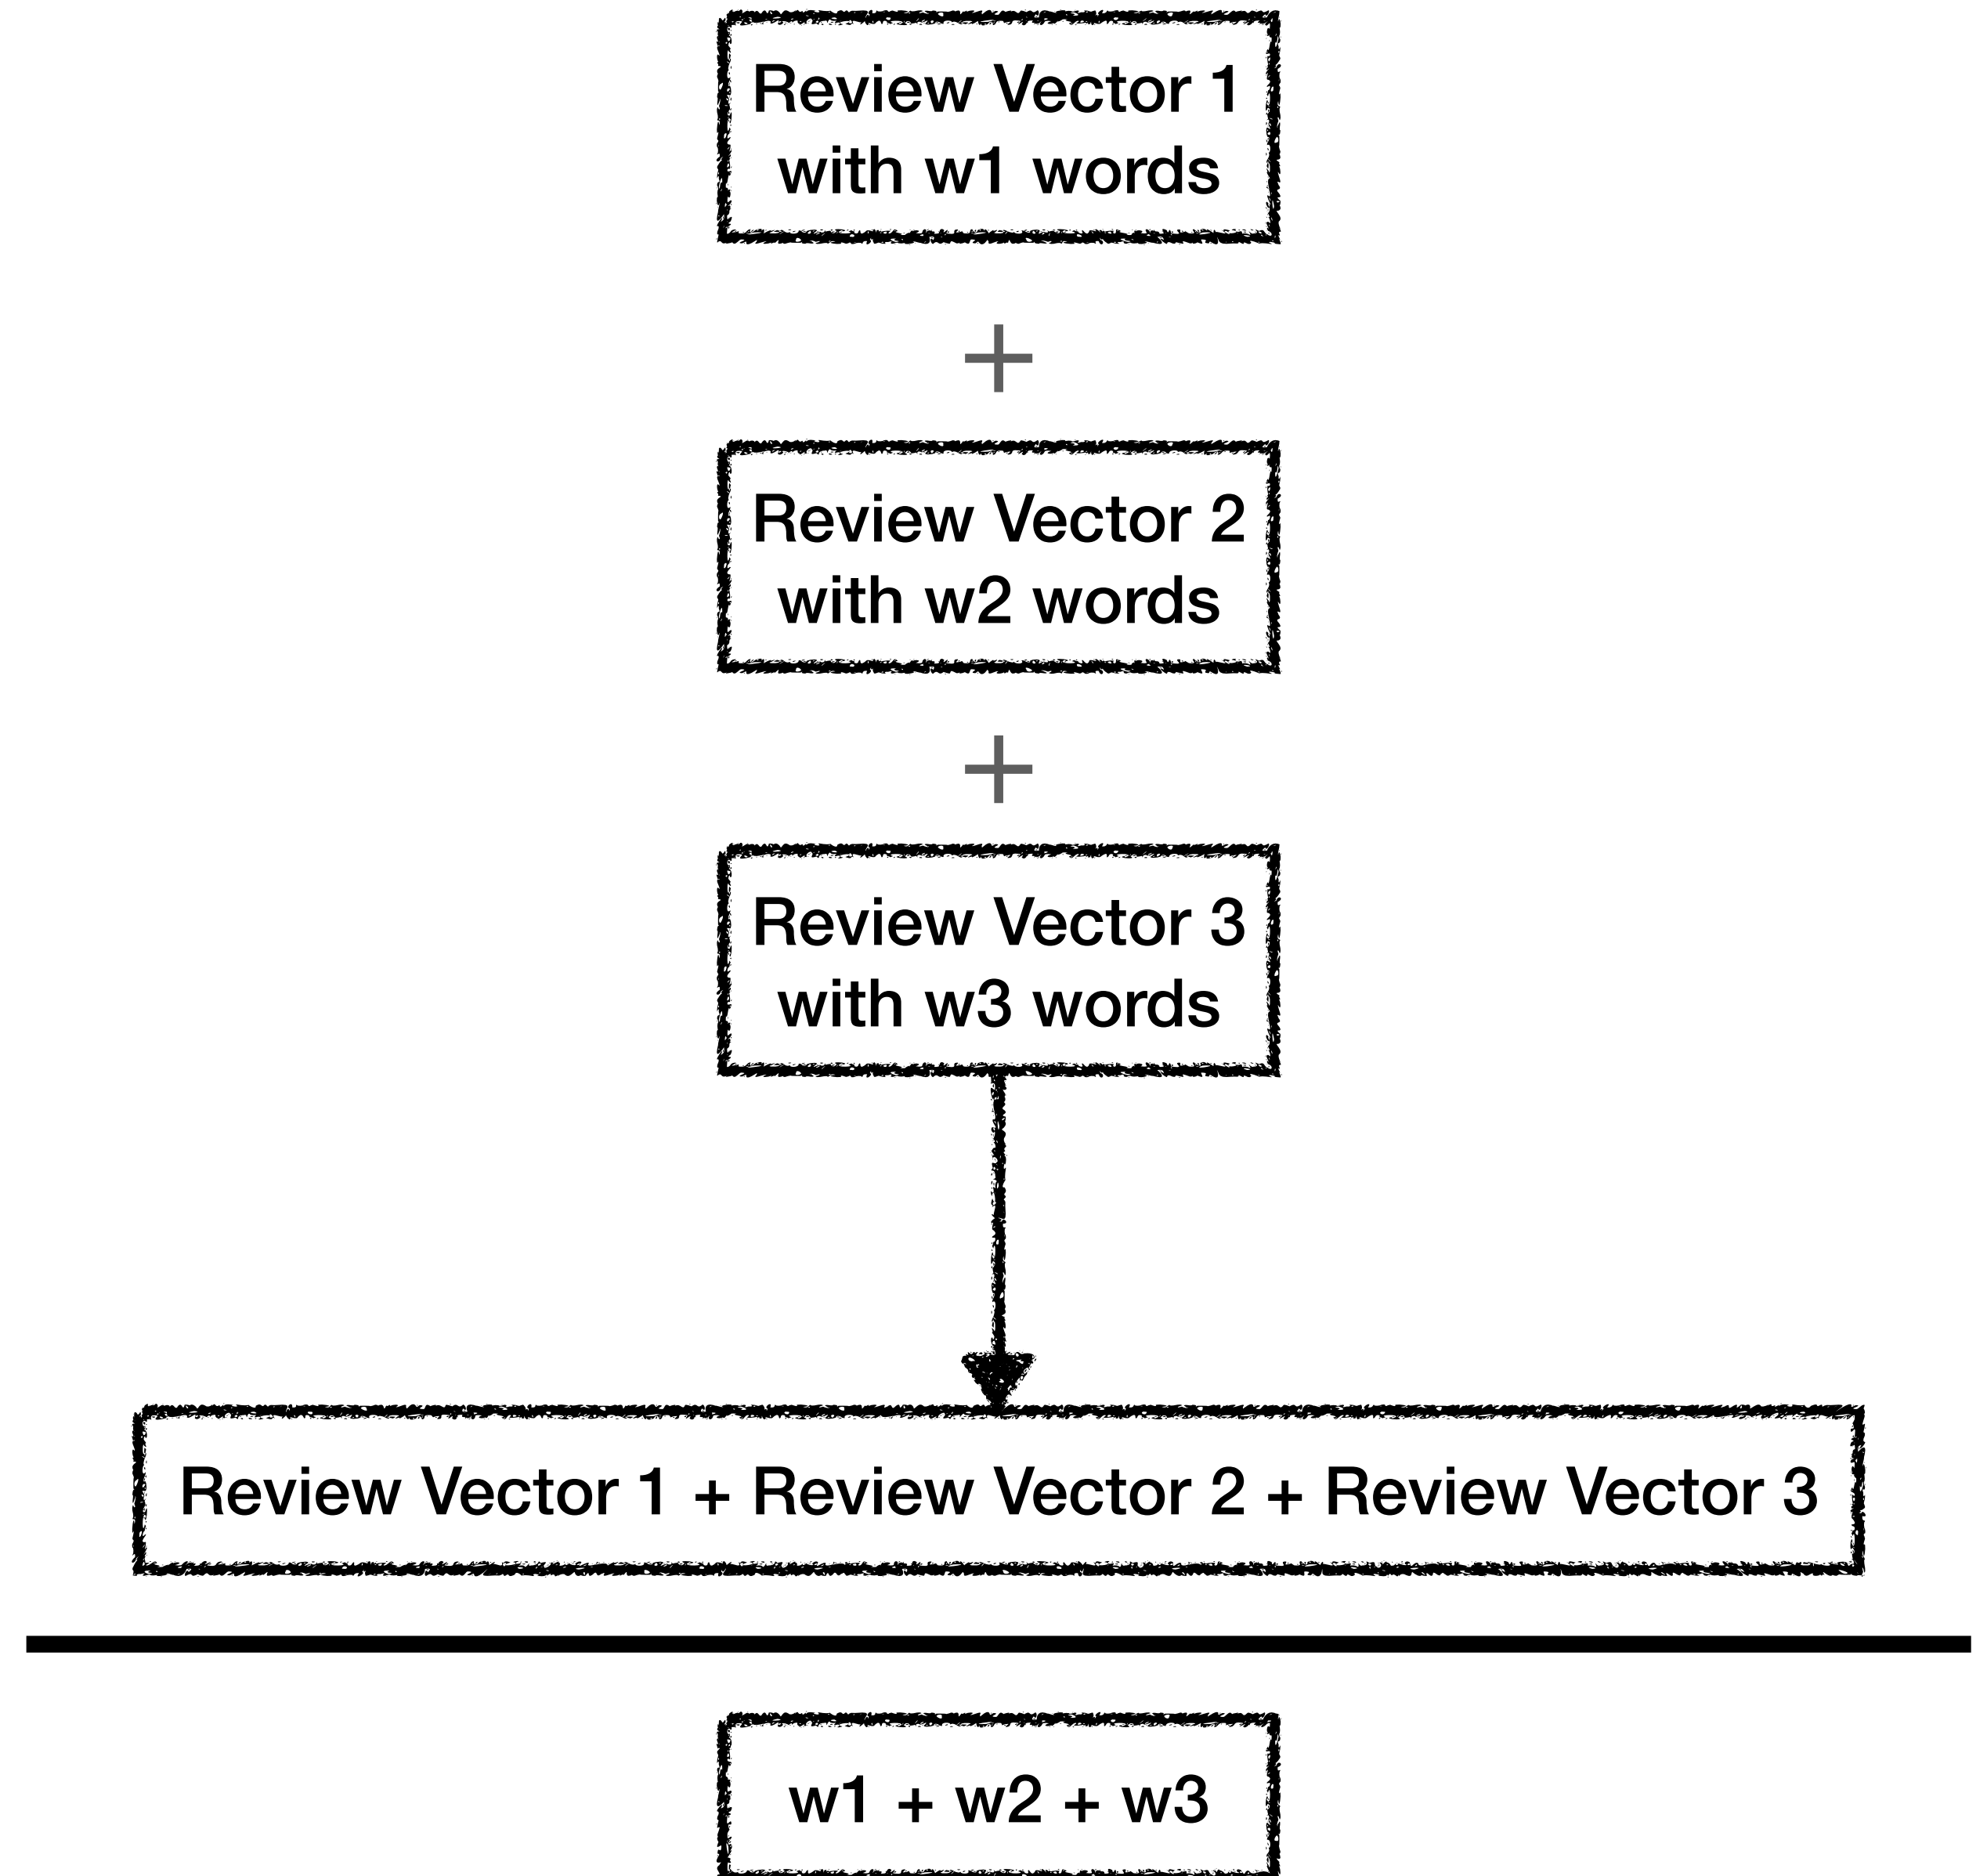 Review Vector 1
with w1 words
+
Review Vector 2
with w2 words
+
Review Vector 3
with w3 words
Review Vector 1 + Review Vector 2 + Review Vector 3
w1 + w2 + w3